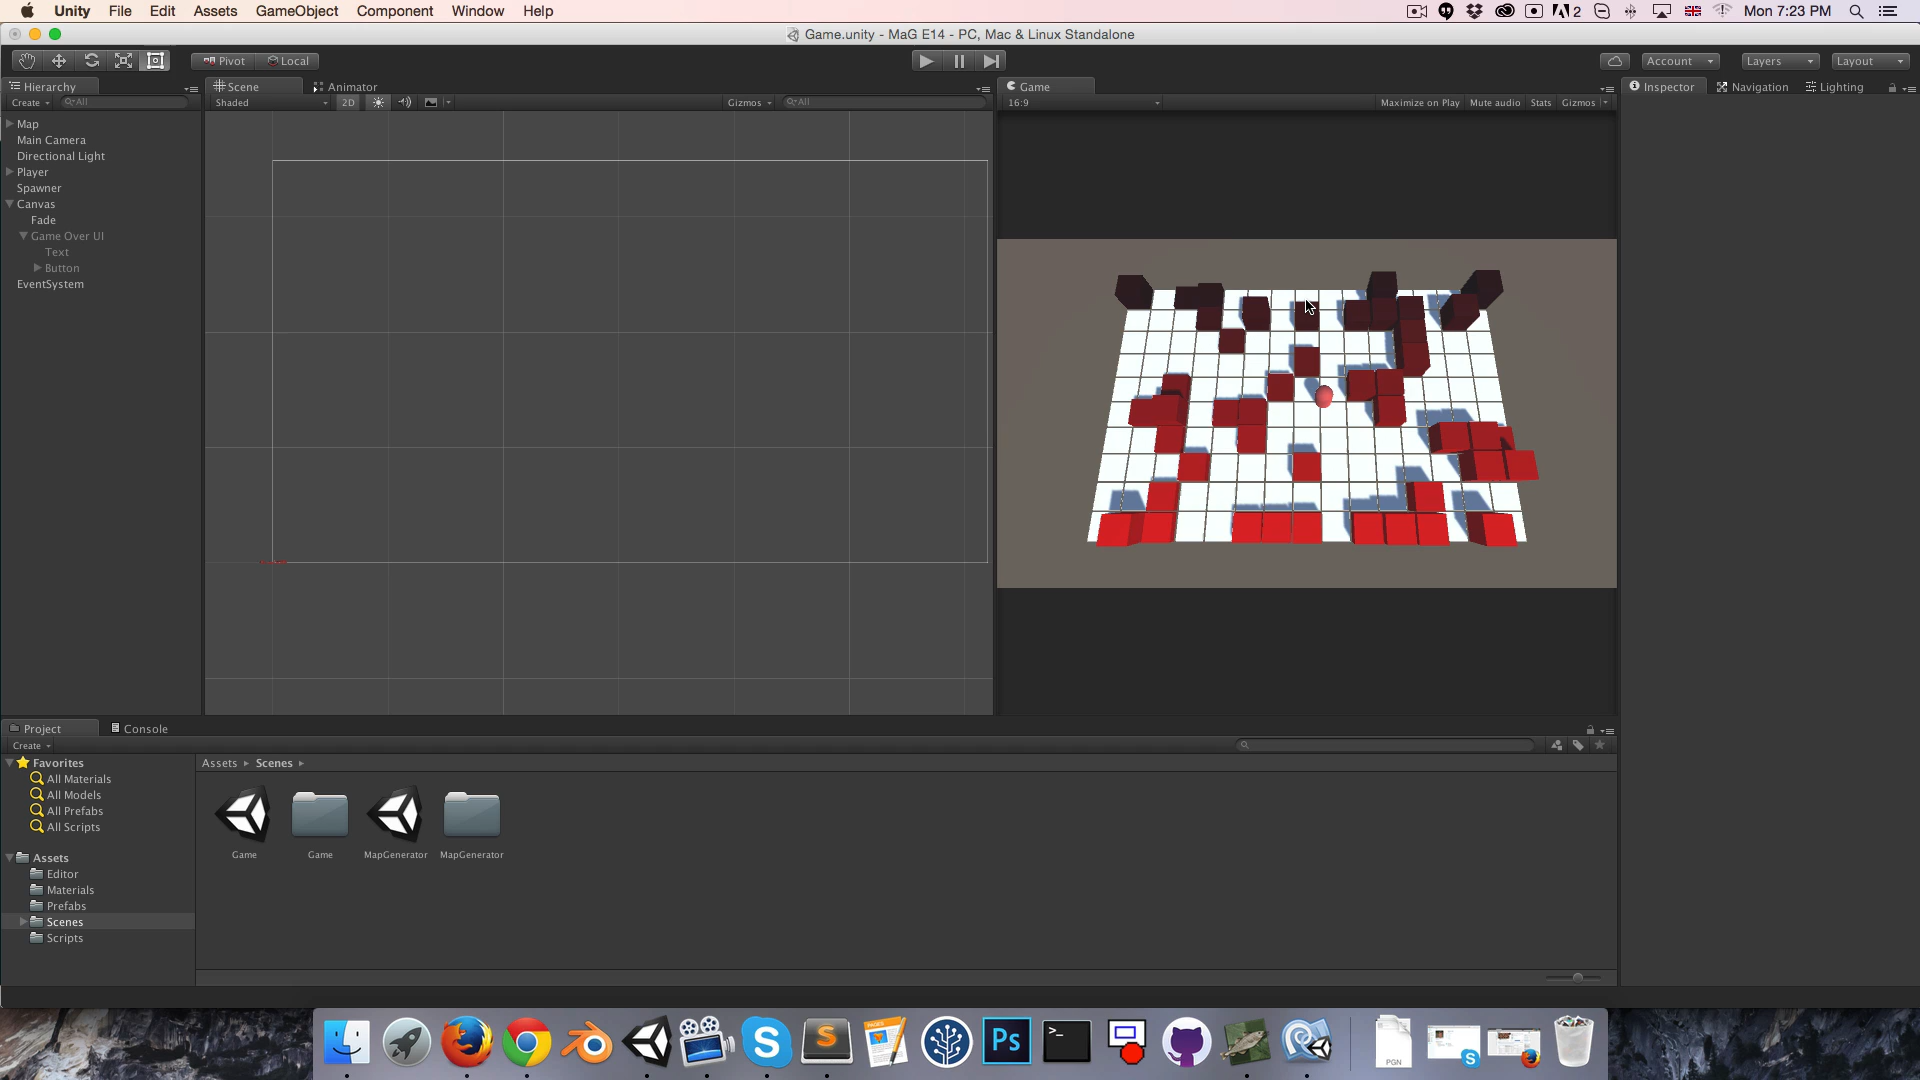 Unity File Edit Assets GameObject Component Window Help 2 Mon 7:23 PM
Game.unity - MaG E14 - PC, Mac & Linux Standalone
Pivot Local Account Layers Layout
Hierarchy Scene Animator Game Inspector Navigation Lighting
Create All Shaded 2D Gizmos All 16:9 Maximize on Play Mute audio Stats Gizmos
Map
Main Camera
Directional Light
Player
Spawner
Canvas
Fade
Game Over UI
Text
Button
EventSystem
Project Console
Create
Favorites Assets Scenes
All Materials
All Models
All Prefabs
All Scripts
Game Game MapGenerator MapGenerator
Assets
Editor
Materials
Prefabs
Scenes
Scripts
Ps
PGN